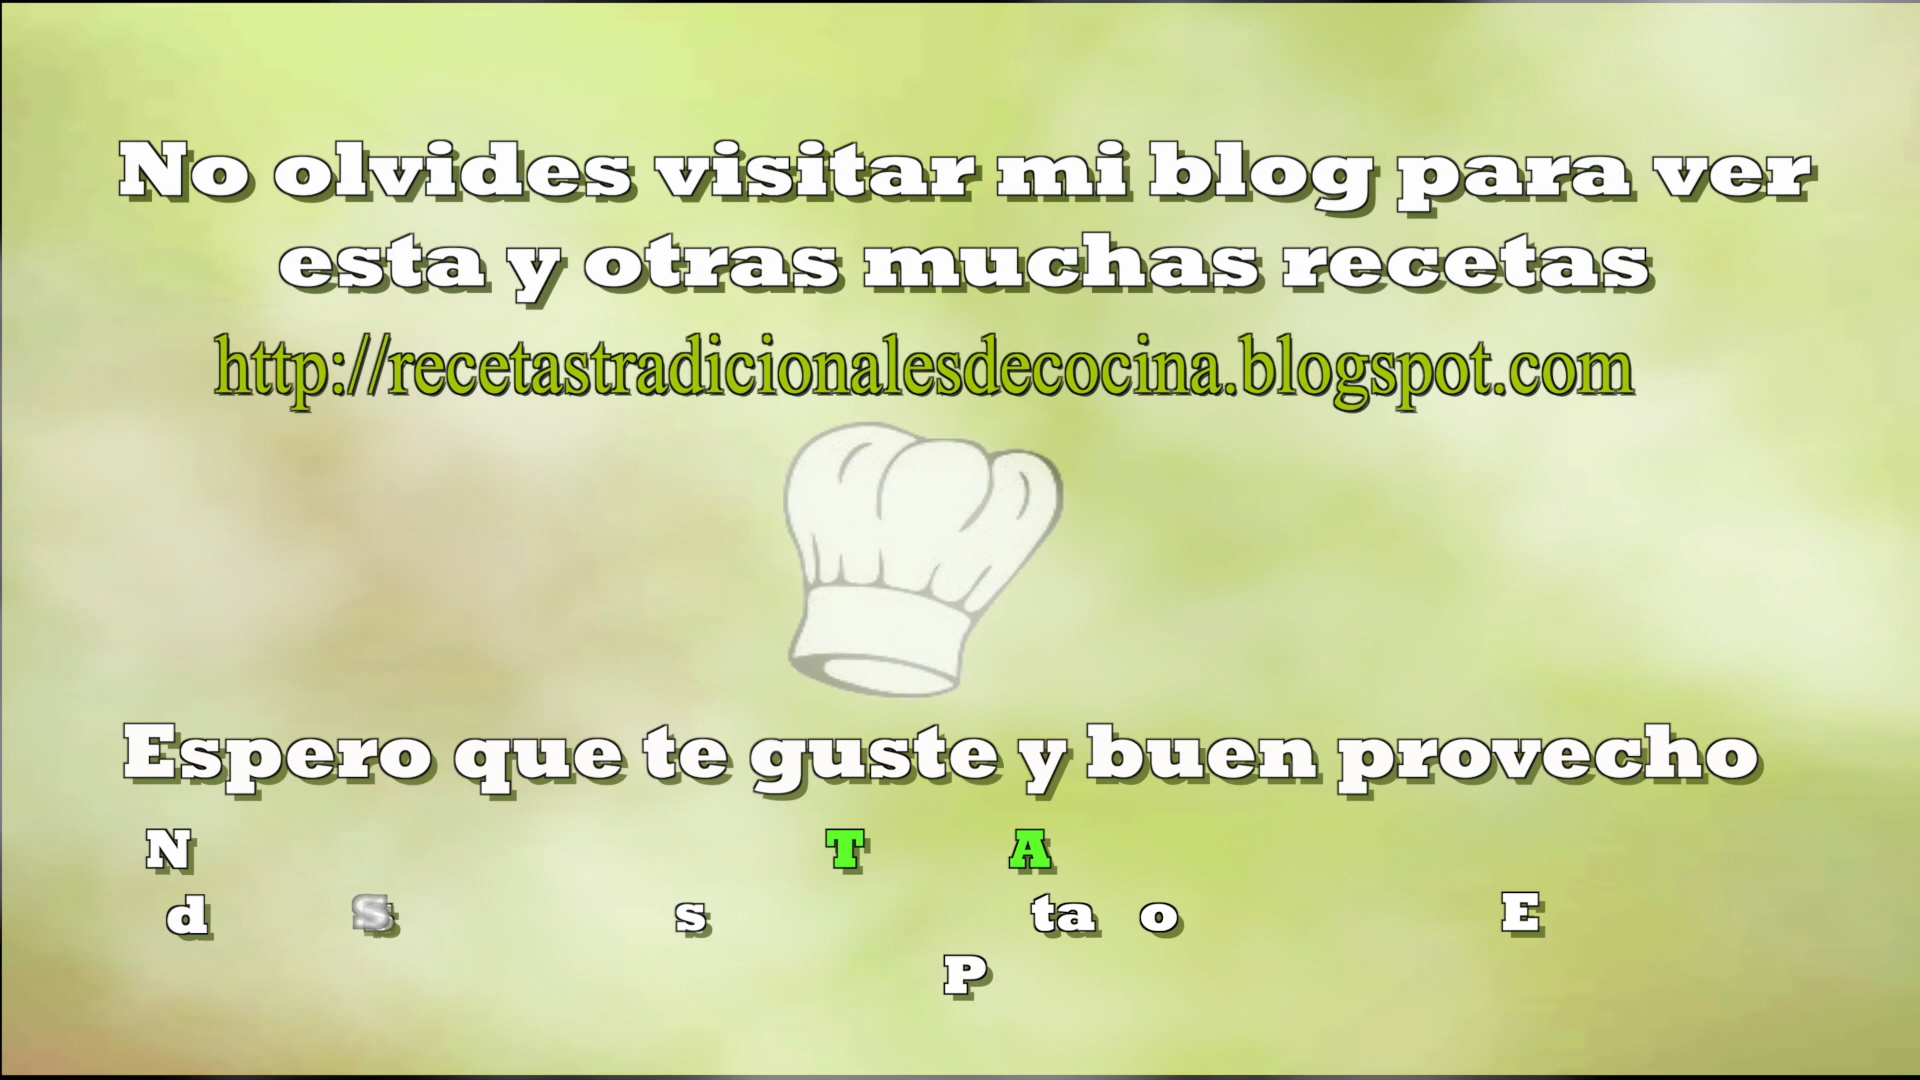 No olvides visitar mi blog para ver
esta y otras muchas recetas
http://recetastradicionalesdecocina.blogspot.com
Espero que te guste y buen provecho
N T A
d S s ta o E
P